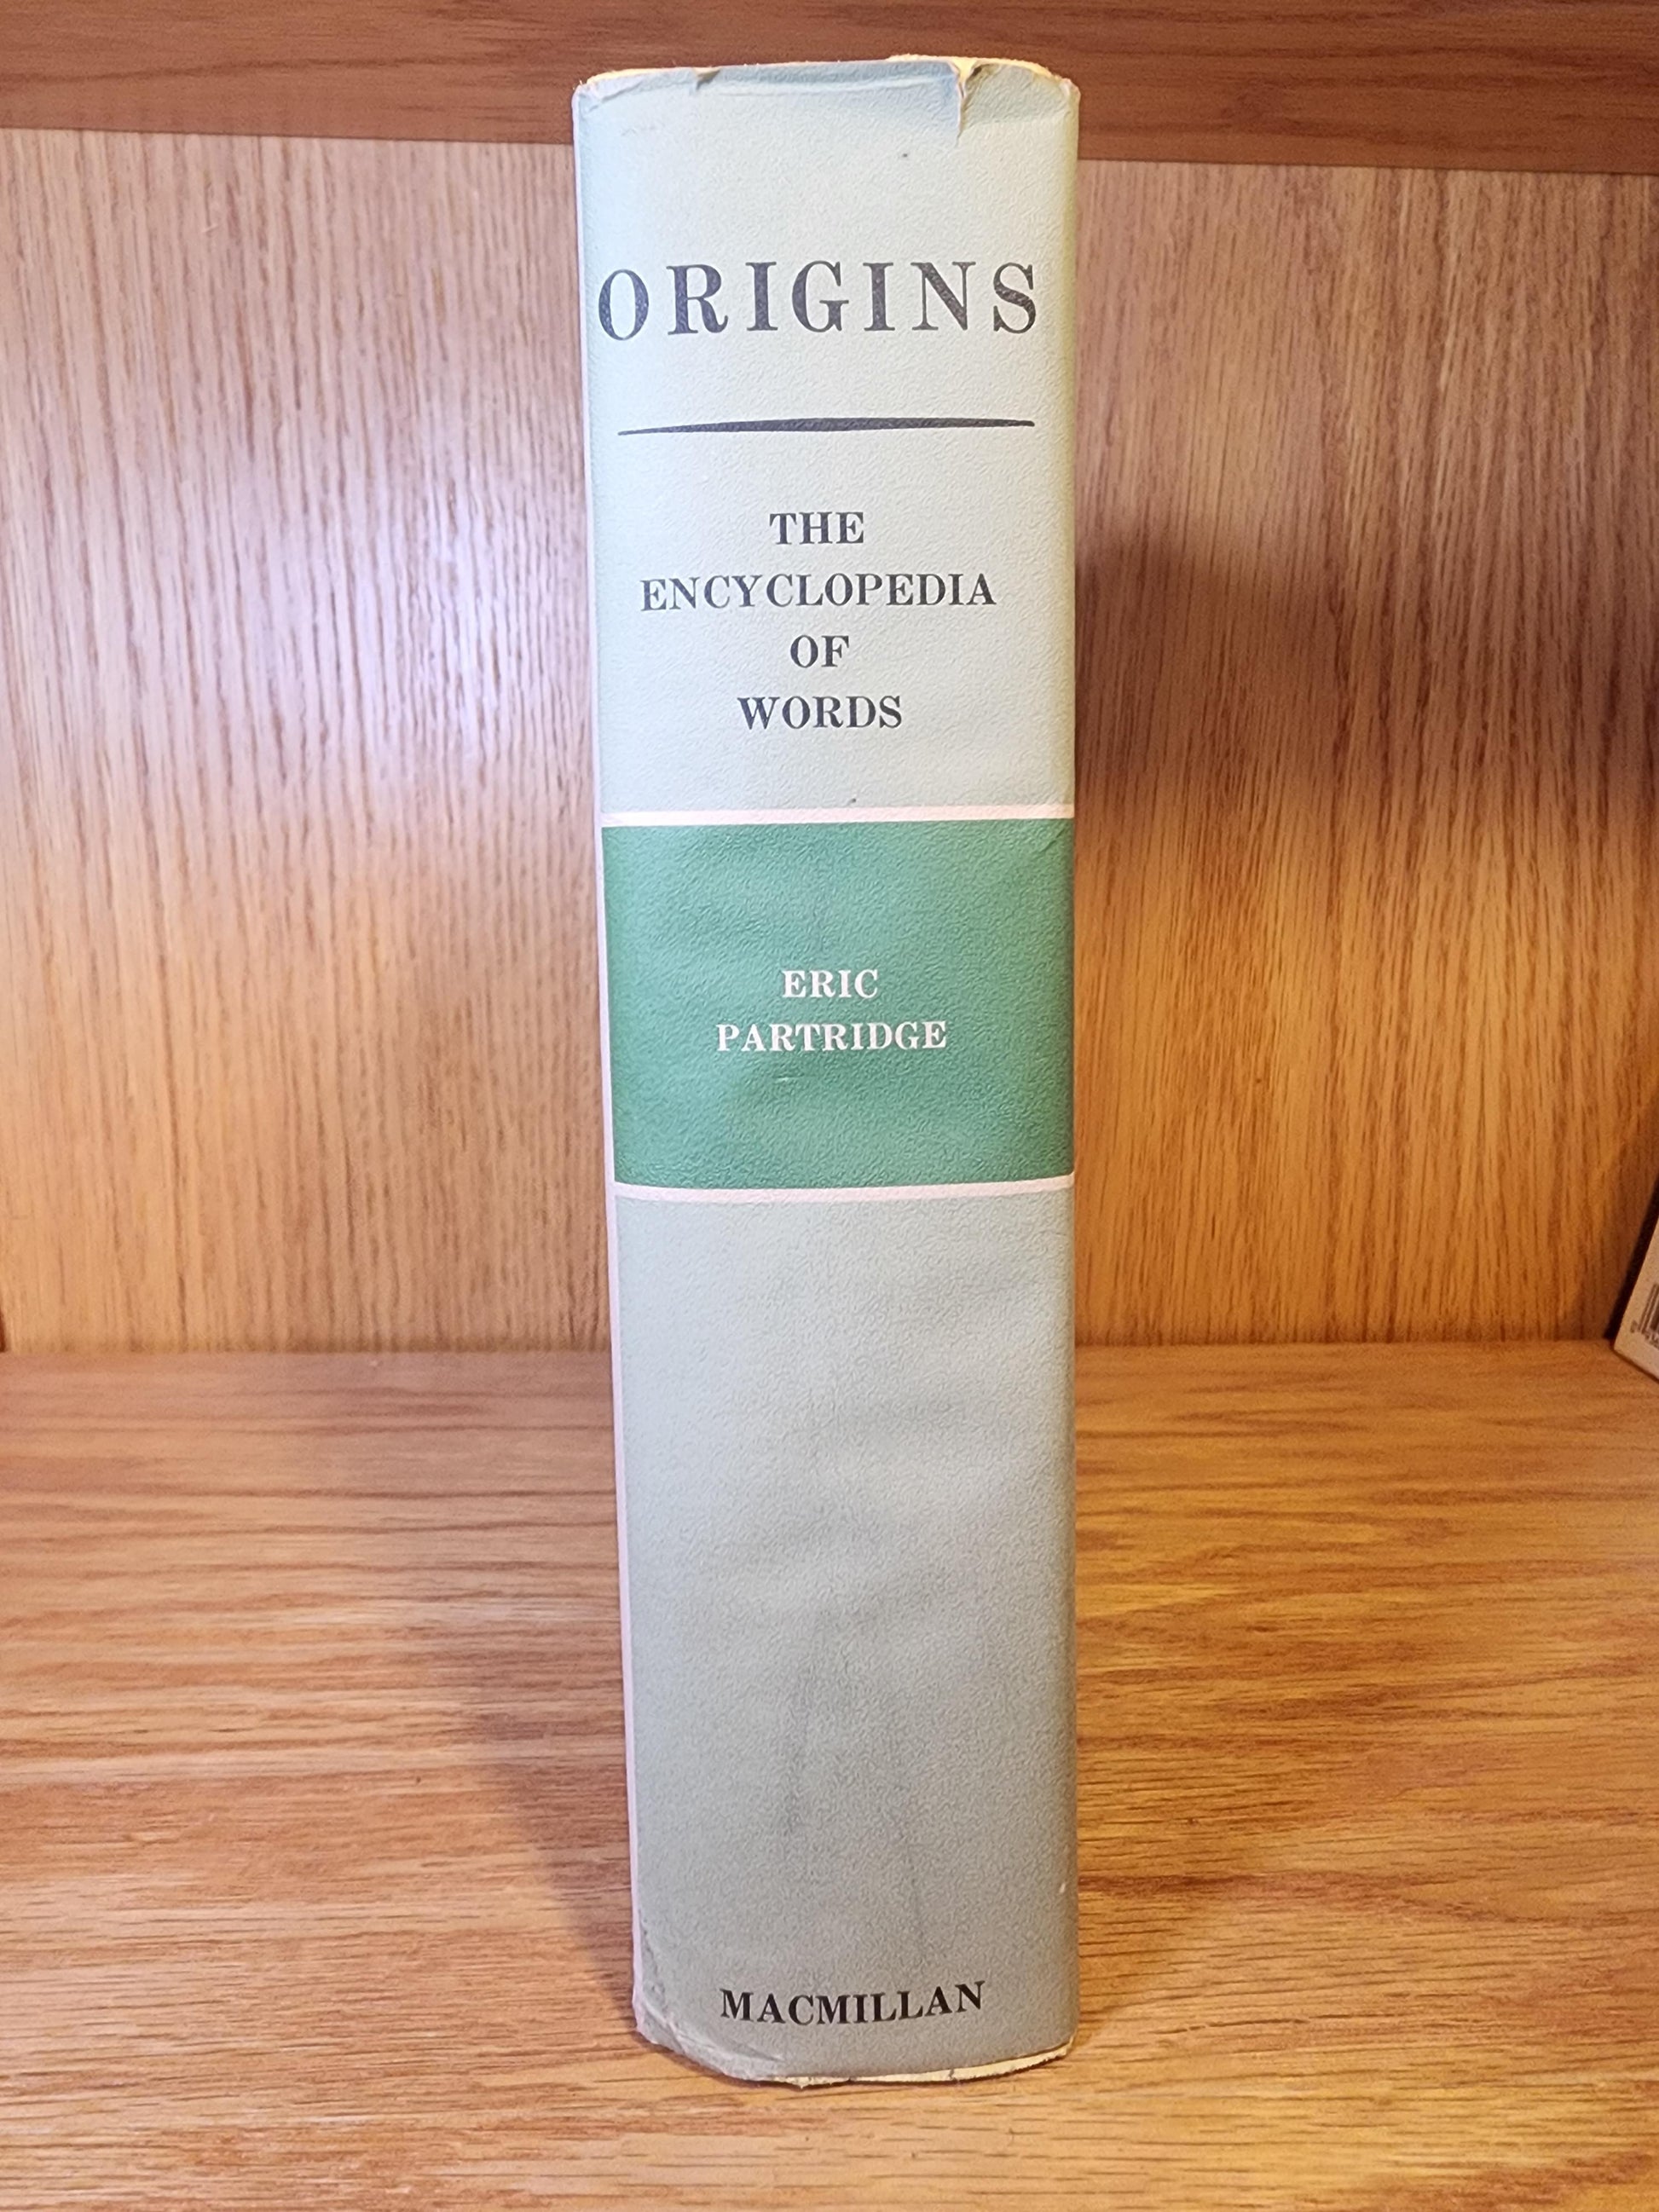 ORIGINS
THE
ENCYCLOPEDIA
OF
WORDS
ERIC
PARTRIDGE
MACMILLAN